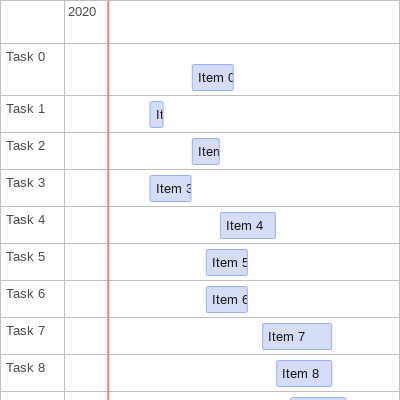 2020
Task 0
Item 0
Task 1
It
Task 2
Item
Task 3
Item 3
Task 4
Item 4
Task 5
Item 5
Task 6
Item 6
Task 7
Item 7
Task 8
Item 8